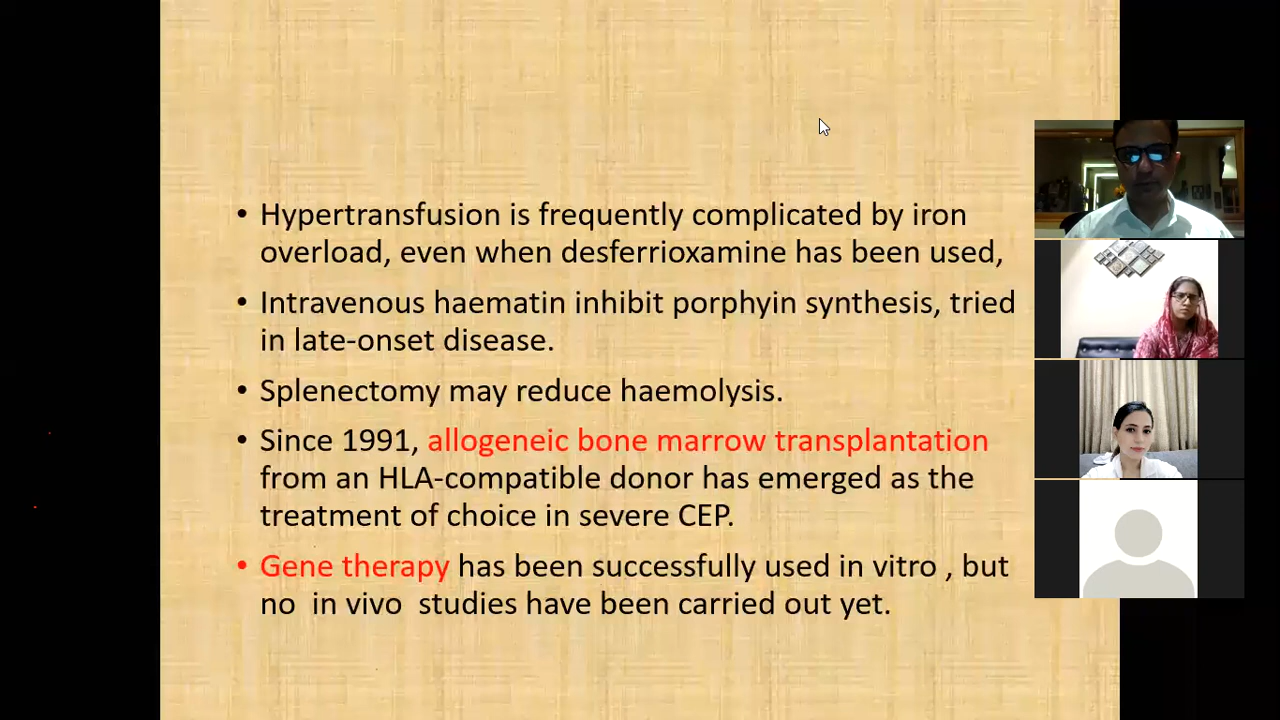 • Hypertransfusion is frequently complicated by iron
overload, even when desferrioxamine has been used,
• Intravenous haematin inhibit porphyin synthesis, tried
in late-onset disease.
• Splenectomy may reduce haemolysis.
• Since 1991, allogeneic bone marrow transplantation
from an HLA-compatible donor has emerged as the
treatment of choice in severe CEP.
• Gene therapy has been successfully used in vitro , but
no  in vivo  studies have been carried out yet.